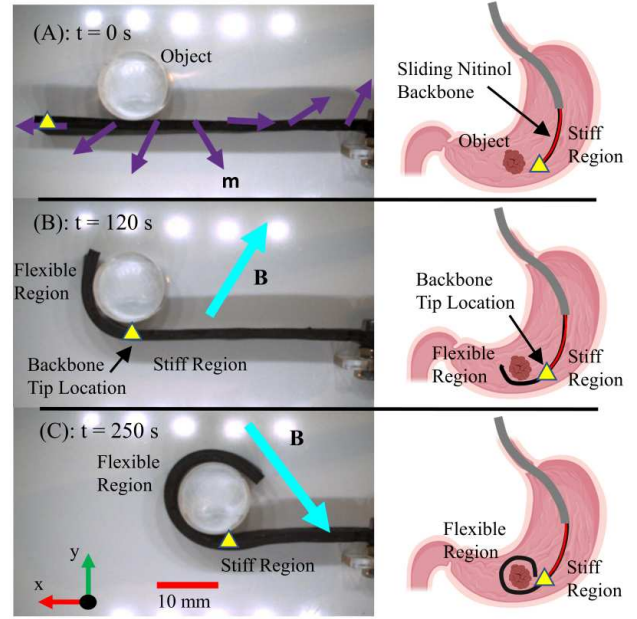 (A): t = 0 s
Object
m
Sliding Nitinol
Backbone
Object
Stiff
Region
(B): t = 120 s
Flexible
Region
B
Backbone
Tip Location
Stiff Region
Backbone
Tip Location
Flexible
Region
Stiff
Region
(C): t = 250 s
B
Flexible
Region
Stiff Region
y
x
10 mm
Flexible
Region
Stiff
Region